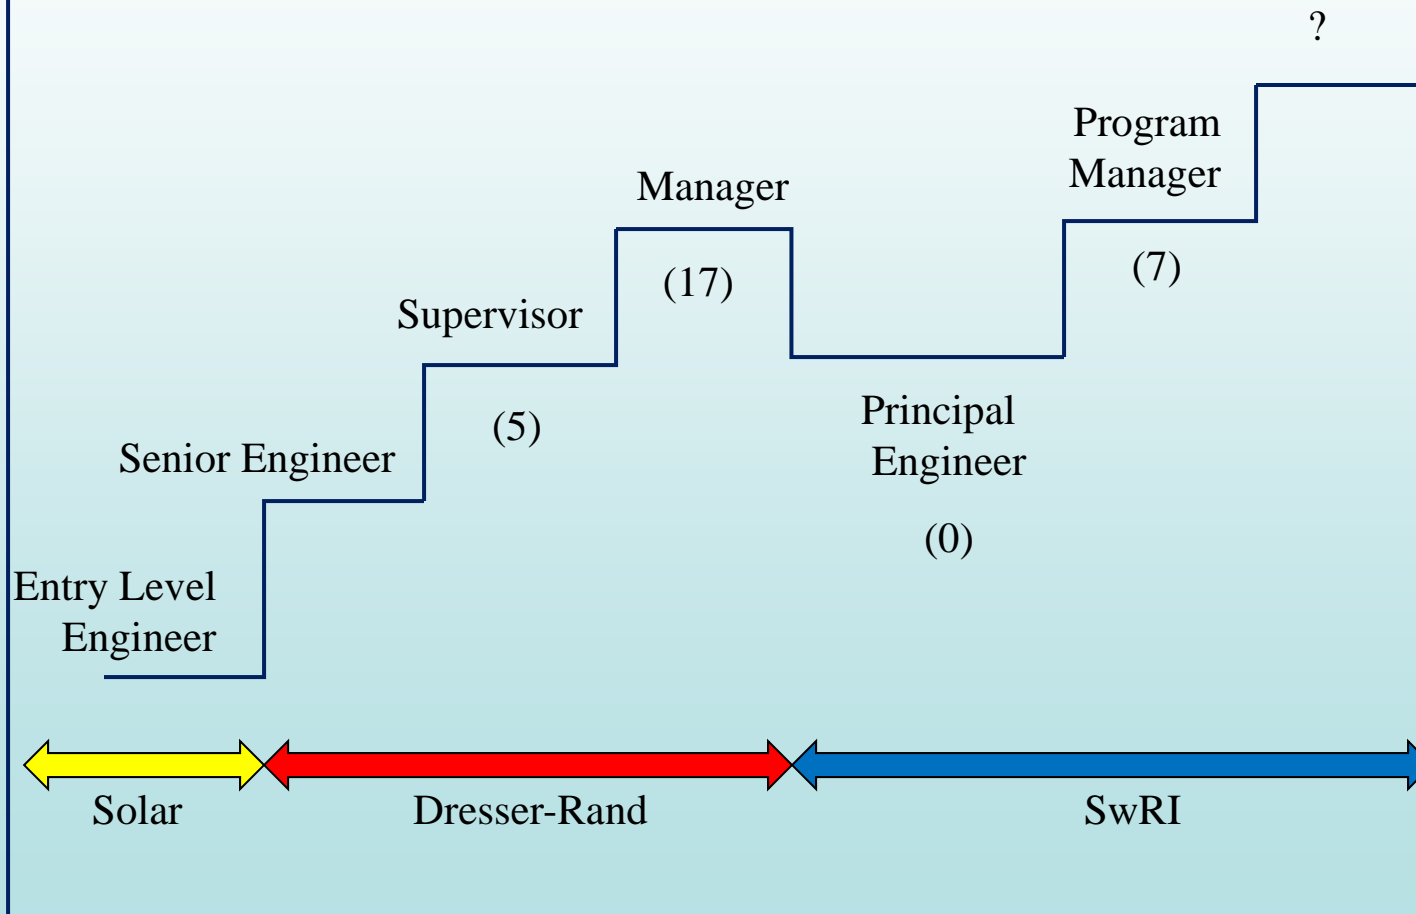 ?
Program
Manager
(7)
Manager
(17)
Supervisor
(5)
Principal
Engineer
(0)
Senior Engineer
Entry Level
Engineer
Solar
Dresser-Rand
SwRI